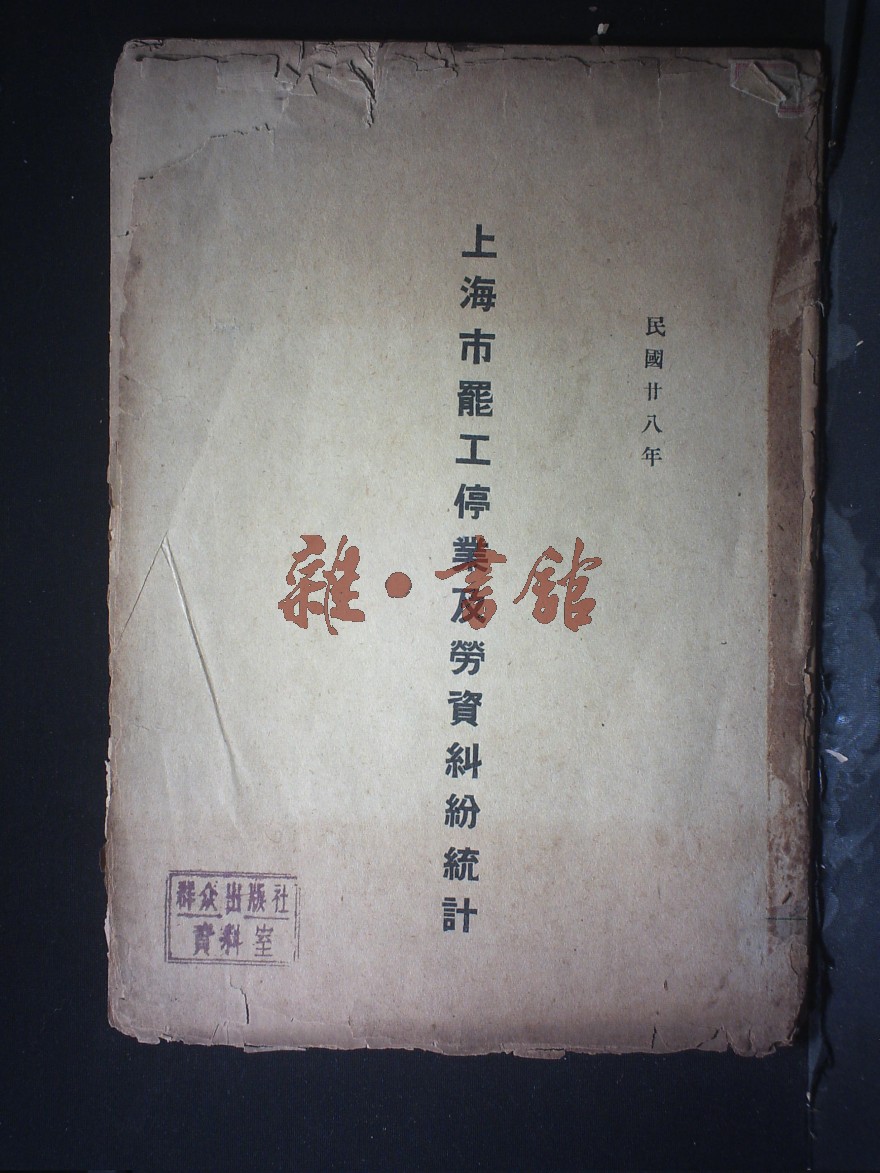 民國廿八年
上海市罷工停業及勞資糾紛統計
雜·書館
群众出版社
資料室